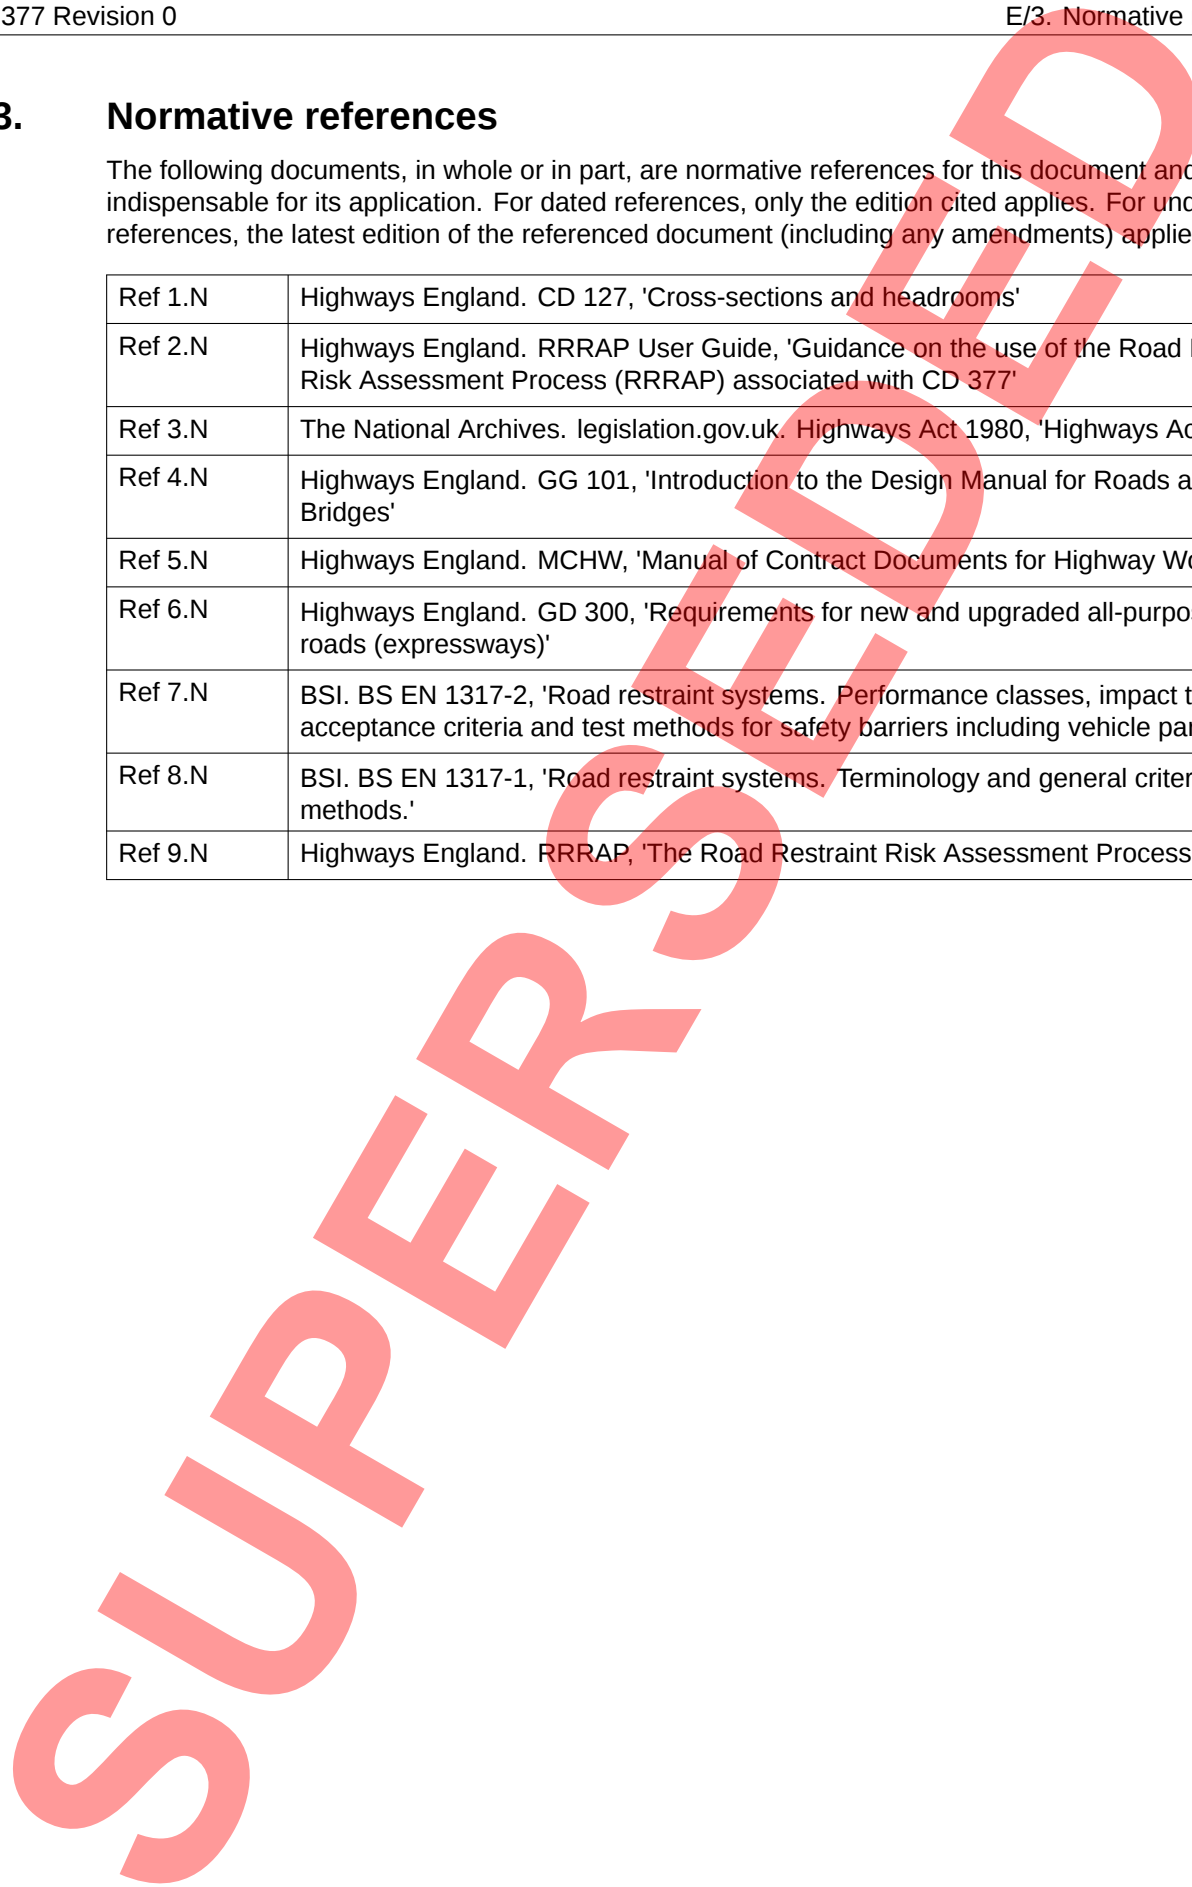 377 Revision 0 E/3. Normative
3. Normative references
The following documents, in whole or in part, are normative references for this document and
indispensable for its application. For dated references, only the edition cited applies. For und
references, the latest edition of the referenced document (including any amendments) applie
Ref 1.N Highways England. CD 127, 'Cross-sections and headrooms'
Ref 2.N Highways England. RRRAP User Guide, 'Guidance on the use of the Road
Risk Assessment Process (RRRAP) associated with CD 377'
Ref 3.N The National Archives. legislation.gov.uk. Highways Act 1980, 'Highways Ac
Ref 4.N Highways England. GG 101, 'Introduction to the Design Manual for Roads a
Bridges'
Ref 5.N Highways England. MCHW, 'Manual of Contract Documents for Highway Wo
Ref 6.N Highways England. GD 300, 'Requirements for new and upgraded all-purpos
roads (expressways)'
Ref 7.N BSI. BS EN 1317-2, 'Road restraint systems. Performance classes, impact t
acceptance criteria and test methods for safety barriers including vehicle par
Ref 8.N BSI. BS EN 1317-1, 'Road restraint systems. Terminology and general criter
methods.'
Ref 9.N Highways England. RRRAP, 'The Road Restraint Risk Assessment Process
SUPERSEDED